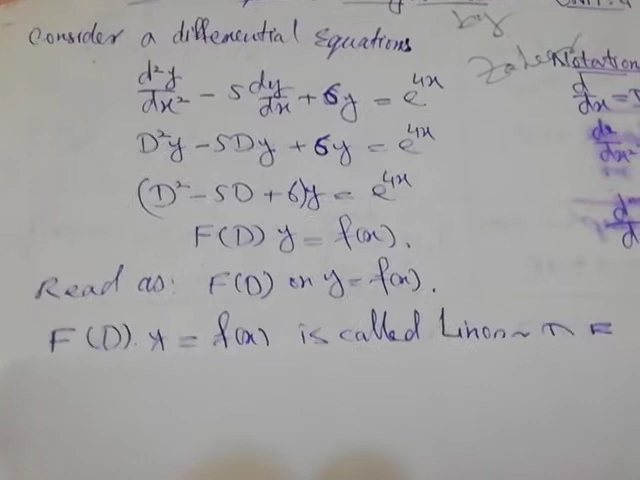 by
Consider a differential Equations
Notation
d²y/dx² - 5 dy/dx + 6y = e^4x
d/dx =
D²y - 5Dy + 6y = e^4x
(D² - 5D + 6)y = e^4x
F(D) y = f(x).
Read as: F(D) on y = f(x).
F(D). y = f(x) is called